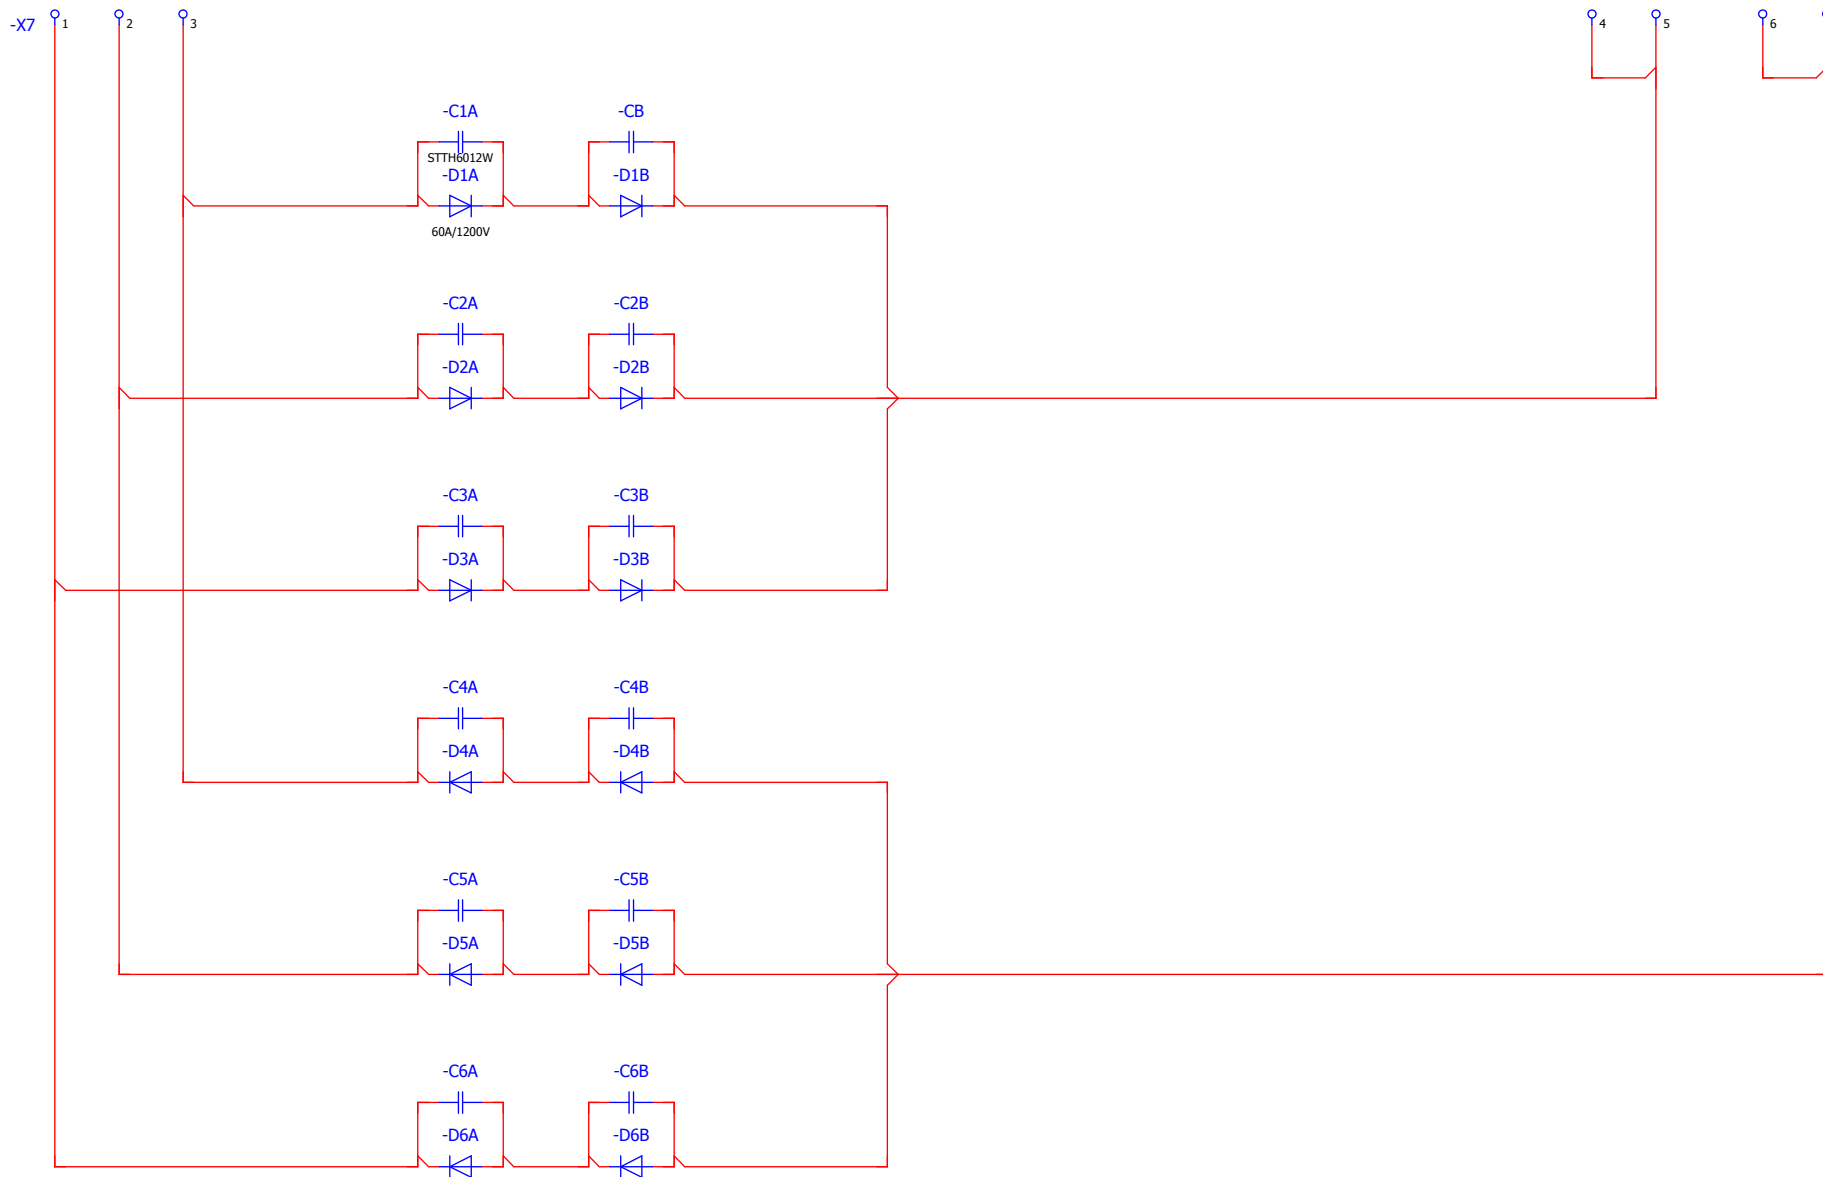 -X7 1 2 3 4 5 6
-C1A -CB
STTH6012W
-D1A -D1B
60A/1200V
-C2A -C2B
-D2A -D2B
-C3A -C3B
-D3A -D3B
-C4A -C4B
-D4A -D4B
-C5A -C5B
-D5A -D5B
-C6A -C6B
-D6A -D6B